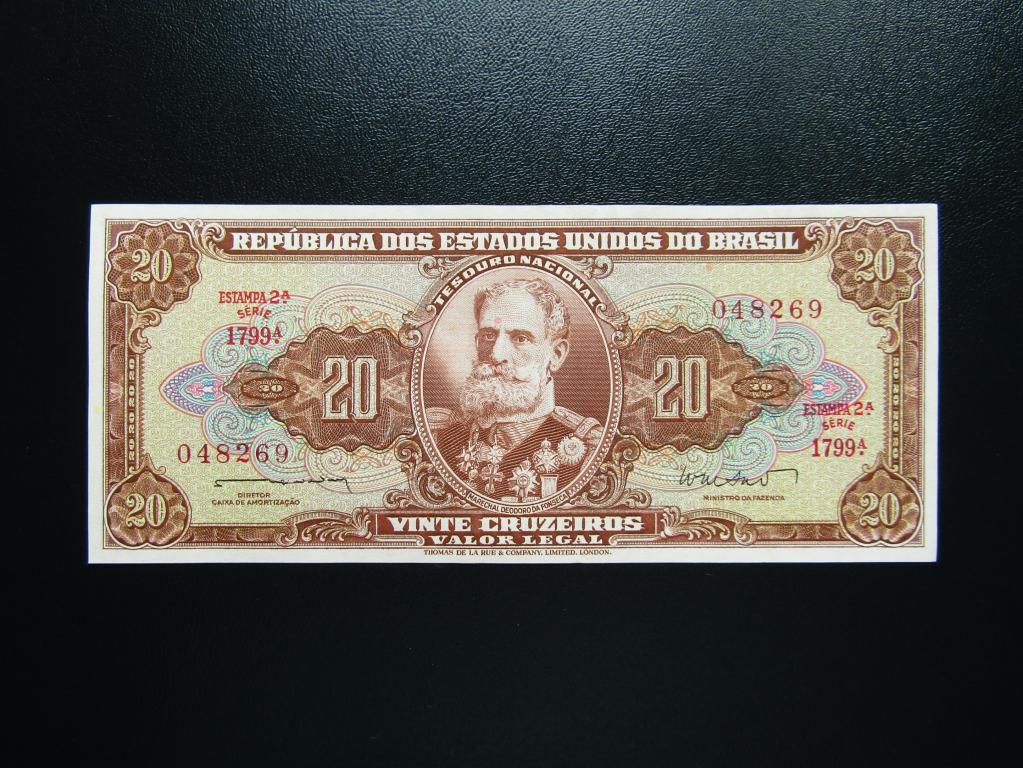 REPÚBLICA DOS ESTADOS UNIDOS DO BRASIL
TESOURO NACIONAL
20
20
ESTAMPA 2ª
SÉRIE
1799A.
048269
20
20
20
20
ESTAMPA 2ª
SÉRIE
1799A.
048269
DIRETOR
CAIXA DE AMORTIZAÇÃO
MINISTRO DA FAZENDA
MARECHAL DEODORO DA FONSECA
20
20
VINTE CRUZEIROS
VALOR LEGAL
THOMAS DE LA RUE & COMPANY, LIMITED, LONDON.